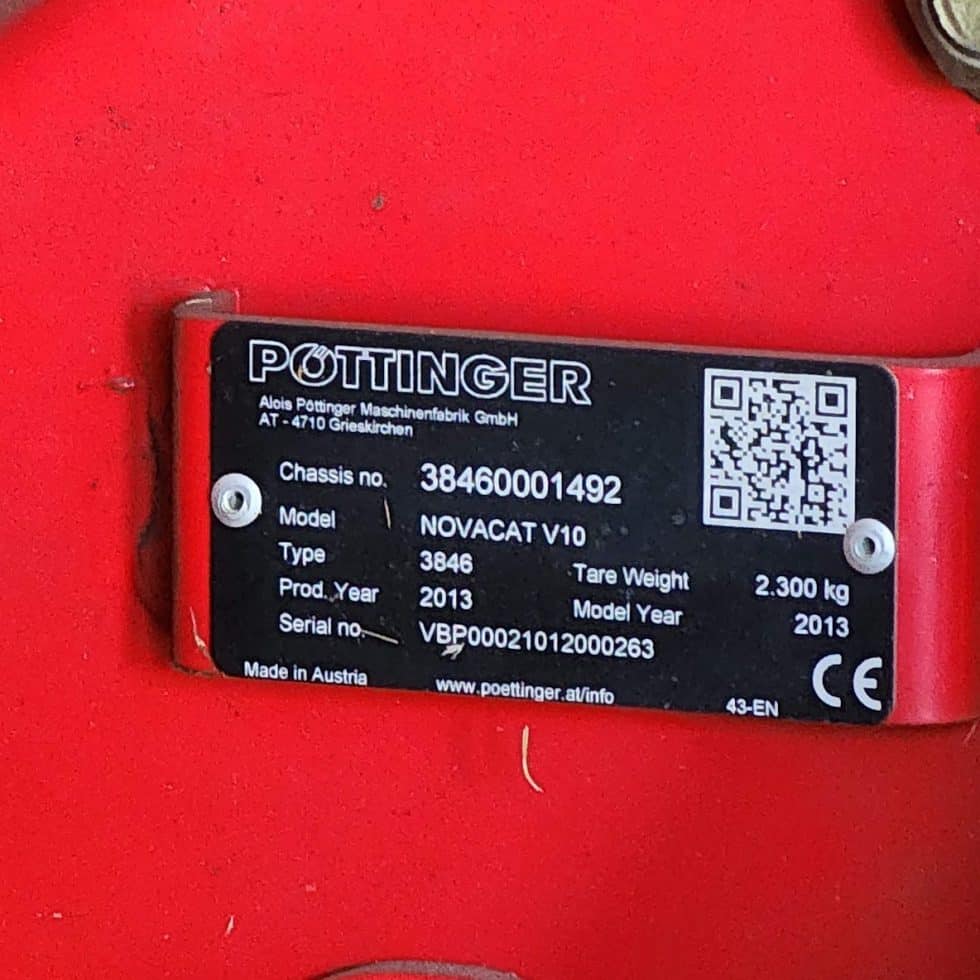 PÖTTINGER
Alois Pöttinger Maschinenfabrik GmbH
AT - 4710 Grieskirchen
Chassis no. 38460001492
Model NOVACAT V10
Type 3846 Tare Weight 2.300 kg
Prod. Year 2013 Model Year 2013
Serial no. VBP00021012000263
Made in Austria www.poettinger.at/info 43-EN CE